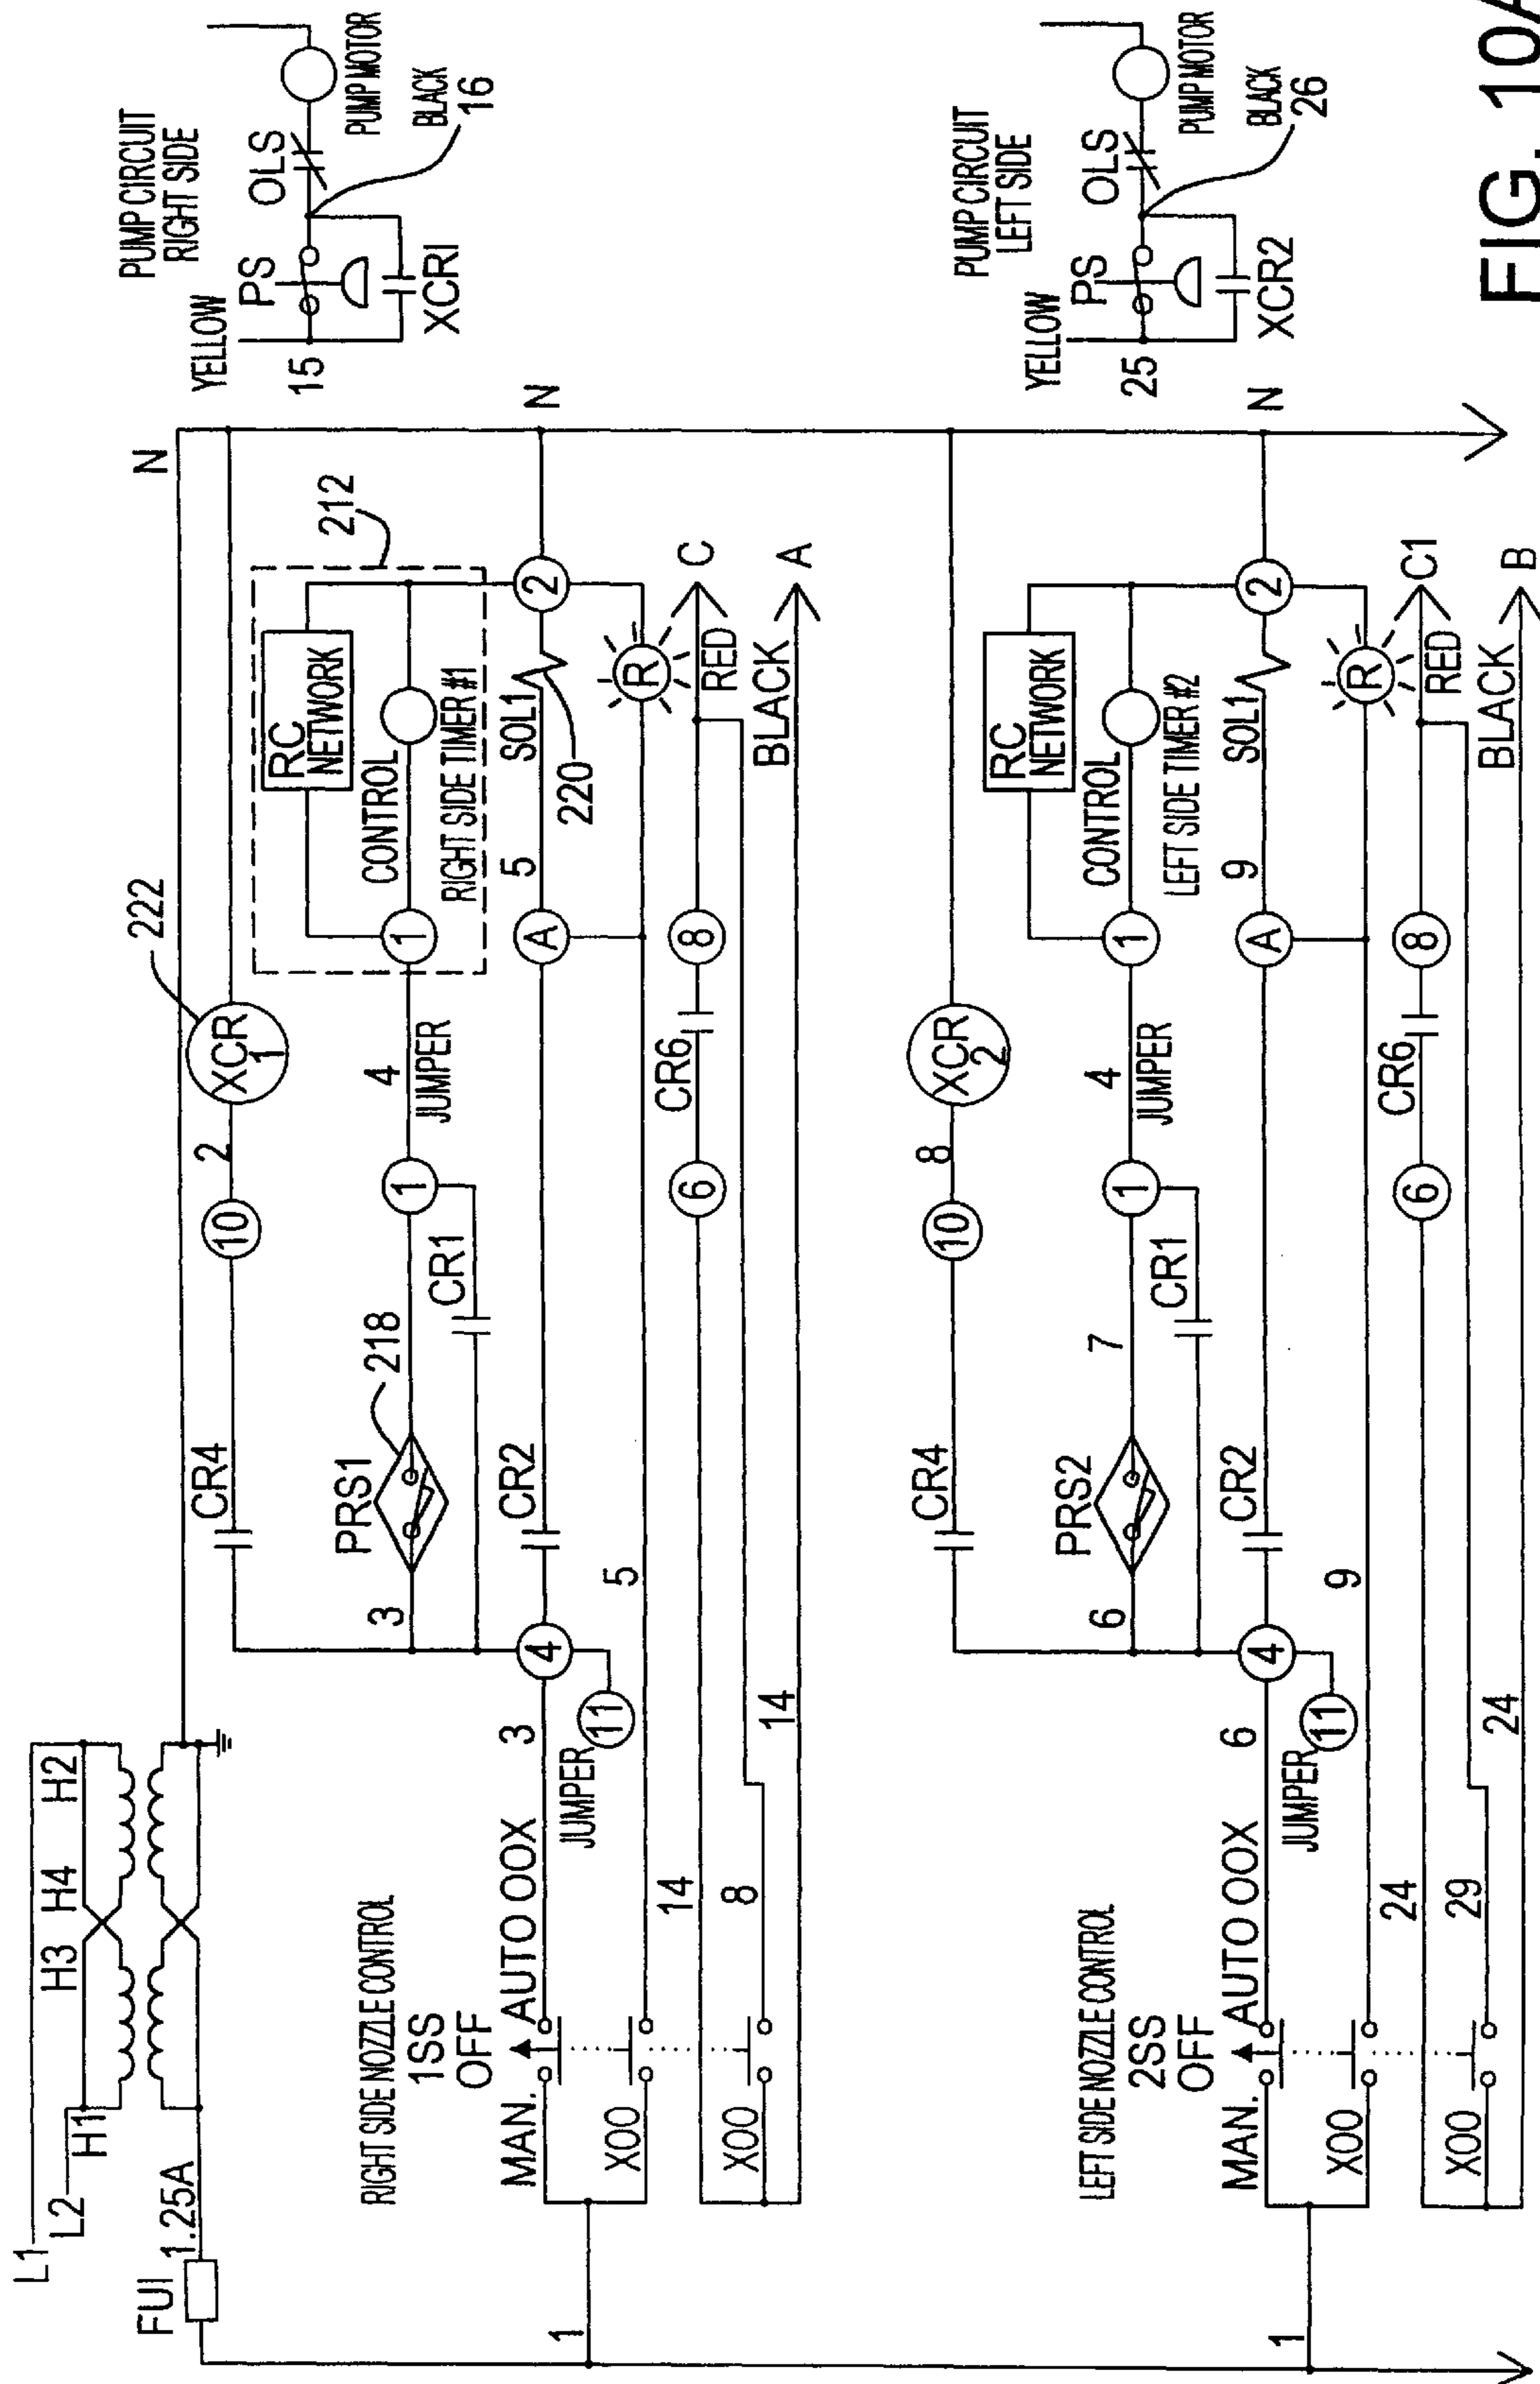 L1
L2
H1
H3
H4
H2
FU1
1.25A
N
222
XCR
1
2
10
CR4
PUMP CIRCUIT
RIGHT SIDE
YELLOW
PS
OLS
15
XCR1
PUMP MOTOR
BLACK
16
212
RC
NETWORK
CONTROL
RIGHT SIDE TIMER #1
1
4
JUMPER
1
CR1
218
PRS1
3
RIGHT SIDE NOZZLE CONTROL
1SS
OFF
MAN.
AUTO OOX
3
4
CR2
A
5
SOL1
2
N
220
11
JUMPER
XOO
5
R
1
14
6
CR6
8
C
RED
XOO
8
14
BLACK
A
XCR
2
8
10
CR4
PUMP CIRCUIT
LEFT SIDE
YELLOW
PS
OLS
25
XCR2
PUMP MOTOR
BLACK
26
RC
NETWORK
CONTROL
LEFT SIDE TIMER #2
1
4
JUMPER
1
7
CR1
PRS2
6
LEFT SIDE NOZZLE CONTROL
2SS
OFF
MAN.
AUTO OOX
6
4
CR2
A
9
SOL1
2
N
11
JUMPER
XOO
9
R
1
24
6
CR6
8
C1
RED
XOO
29
24
BLACK
B
FIG. 10A